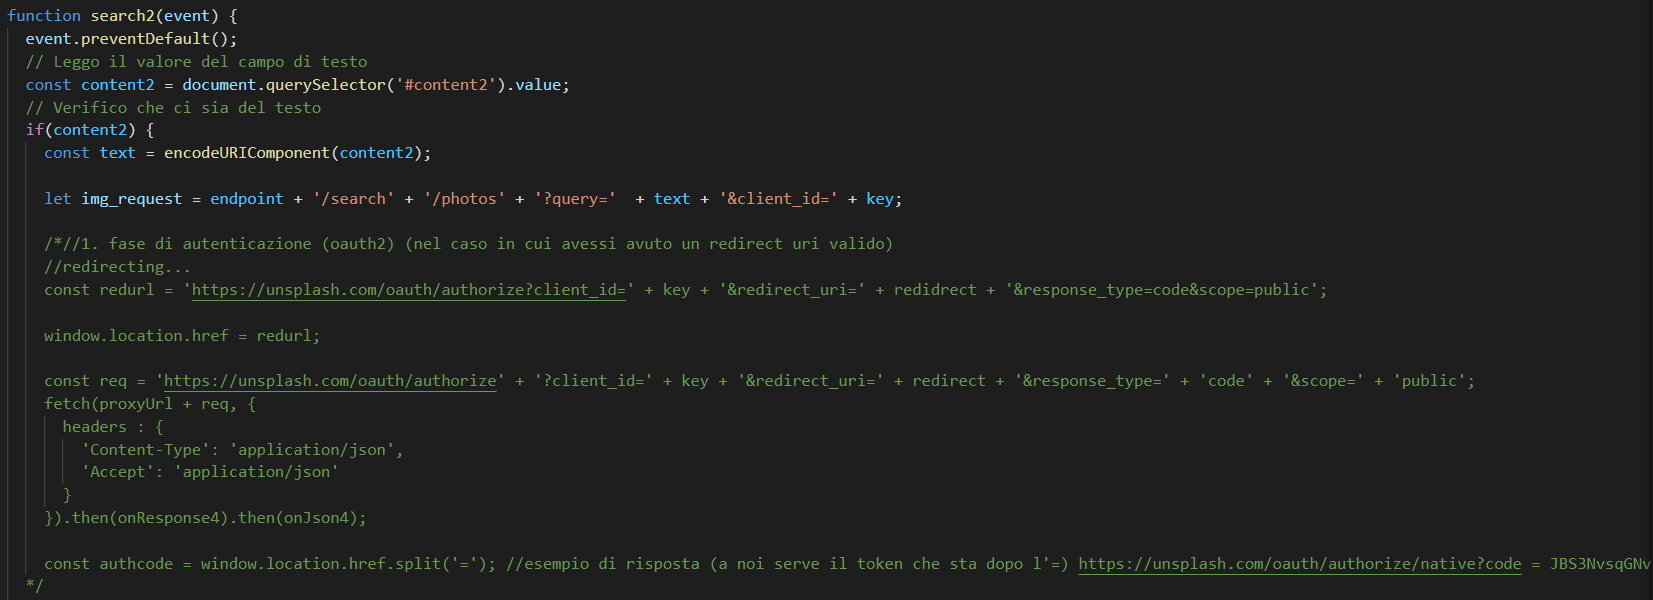 function search2(event) {
  event.preventDefault();
  // Leggo il valore del campo di testo
  const content2 = document.querySelector('#content2').value;
  // Verifico che ci sia del testo
  if(content2) {
    const text = encodeURIComponent(content2);
    let img_request = endpoint + '/search' + '/photos' + '?query='  + text + '&client_id=' + key;
    /*//1. fase di autenticazione (oauth2) (nel caso in cui avessi avuto un redirect uri valido)
    //redirecting...
    const redurl = 'https://unsplash.com/oauth/authorize?client_id=' + key + '&redirect_uri=' + redidrect + '&response_type=code&scope=public';
    window.location.href = redurl;
    const req = 'https://unsplash.com/oauth/authorize' + '?client_id=' + key + '&redirect_uri=' + redirect + '&response_type=' + 'code' + '&scope=' + 'public';
    fetch(proxyUrl + req, {
      headers : {
        'Content-Type': 'application/json',
        'Accept': 'application/json'
      }
    }).then(onResponse4).then(onJson4);
    const authcode = window.location.href.split('='); //esempio di risposta (a noi serve il token che sta dopo l'=) https://unsplash.com/oauth/authorize/native?code = JBS3NvsqGNv
  */